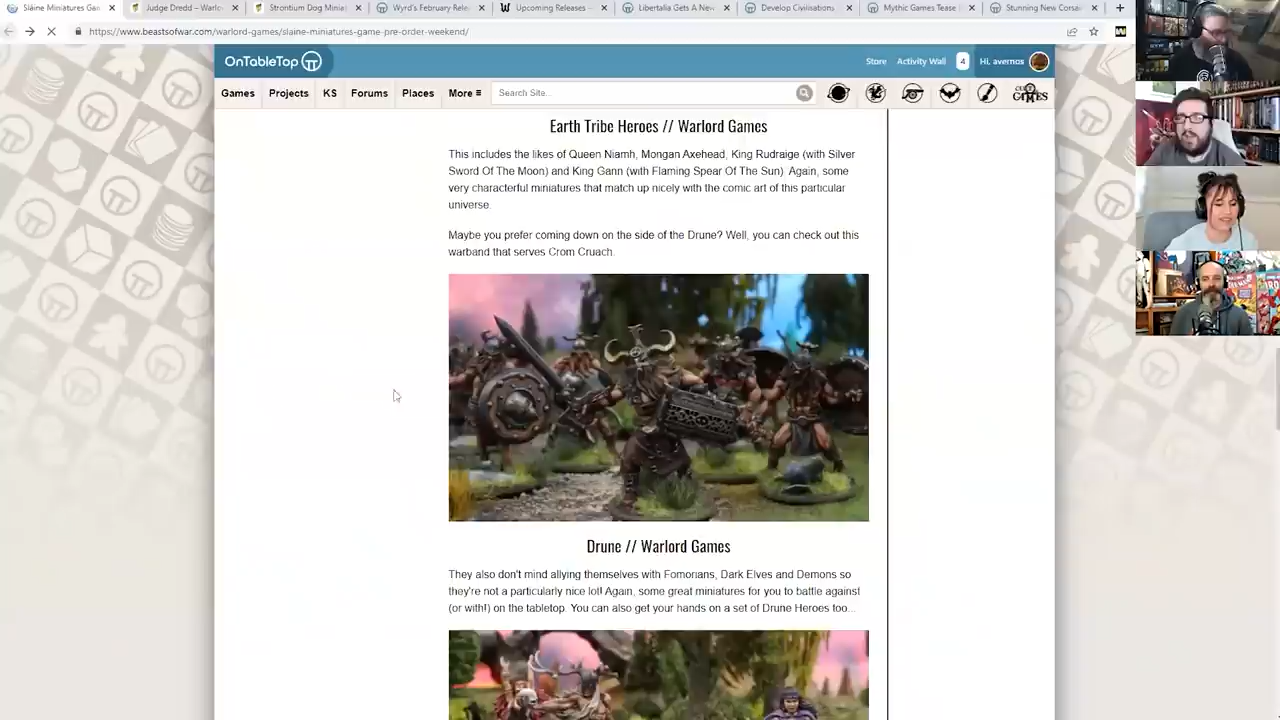 Sláine Miniatures Gam
Judge Dredd – Warlor
Strontium Dog Miniat
Wyrd's February Rele
Upcoming Releases –
Libertalia Gets A New
Develop Civilisations
Mythic Games Tease
Stunning New Corsai
https://www.beastsofwar.com/warlord-games/slaine-miniatures-game-pre-order-weekend/
OnTableTop
Store
Activity Wall
4
Hi, avernos
Games
Projects
KS
Forums
Places
More
Search Site...
GAMES
Earth Tribe Heroes // Warlord Games
This includes the likes of Queen Niamh, Mongan Axehead, King Rudraige (with Silver
Sword Of The Moon) and King Gann (with Flaming Spear Of The Sun). Again, some
very characterful miniatures that match up nicely with the comic art of this particular
universe.
Maybe you prefer coming down on the side of the Drune? Well, you can check out this
warband that serves Crom Cruach.
Drune // Warlord Games
They also don't mind allying themselves with Fomorians, Dark Elves and Demons so
they're not a particularly nice lot! Again, some great miniatures for you to battle against
(or with!) on the tabletop. You can also get your hands on a set of Drune Heroes too...